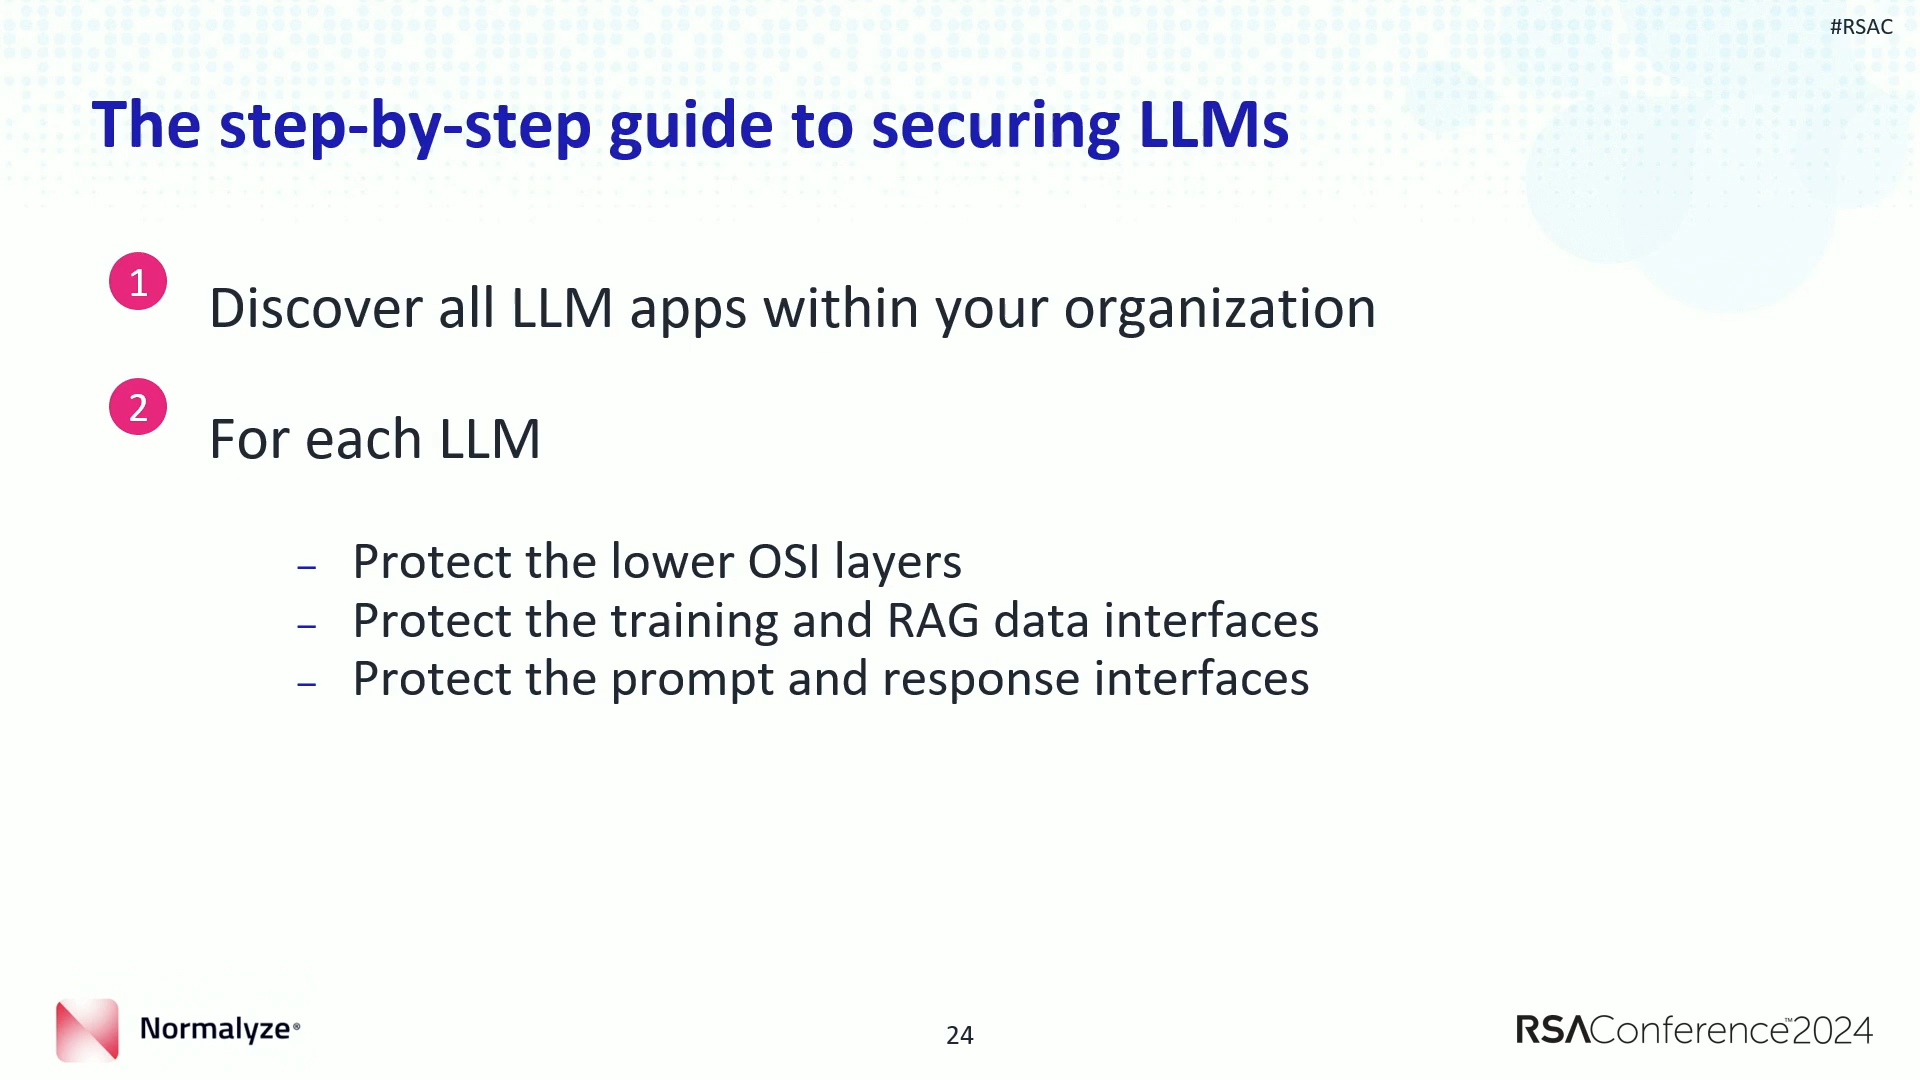 #RSAC
The step-by-step guide to securing LLMs
1
Discover all LLM apps within your organization
2
For each LLM
– Protect the lower OSI layers
– Protect the training and RAG data interfaces
– Protect the prompt and response interfaces
Normalyze®
24
RSAConference™2024